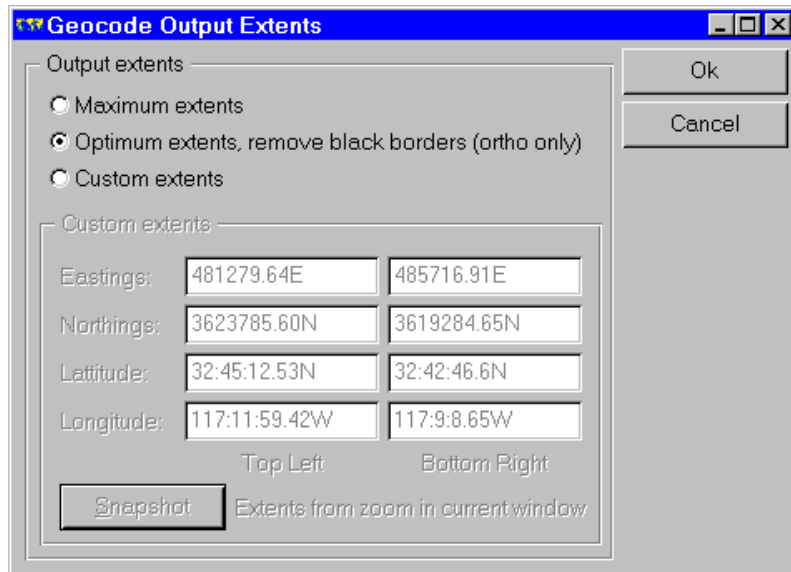 Geocode Output Extents
Output extents
Ok
Maximum extents
Cancel
Optimum extents, remove black borders (ortho only)
Custom extents
Custom extents
Eastings: 481279.64E 485716.91E
Northings: 3623785.60N 3619284.65N
Lattitude: 32:45:12.53N 32:42:46.6N
Longitude: 117:11:59.42W 117:9:8.65W
Top Left Bottom Right
Snapshot Extents from zoom in current window